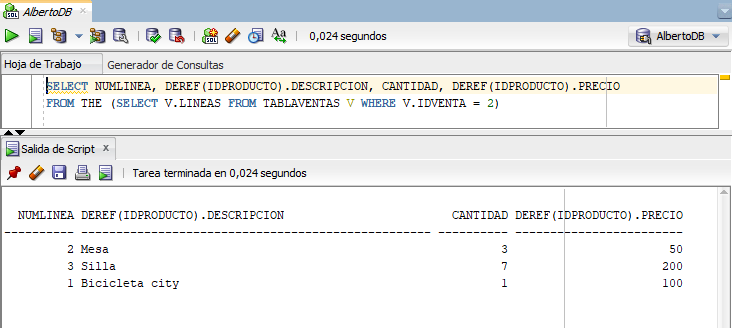 AlbertoDB ×
SQL
0,024 segundos
AlbertoDB
Hoja de Trabajo Generador de Consultas
SELECT NUMLINEA, DEREF(IDPRODUCTO).DESCRIPCION, CANTIDAD, DEREF(IDPRODUCTO).PRECIO
FROM THE (SELECT V.LINEAS FROM TABLAVENTAS V WHERE V.IDVENTA = 2)
Salida de Script x
Tarea terminada en 0,024 segundos
NUMLINEA DEREF(IDPRODUCTO).DESCRIPCION CANTIDAD DEREF(IDPRODUCTO).PRECIO
---------- -------------------------------------------------- ---------- ------------------------
2 Mesa 3 50
3 Silla 7 200
1 Bicicleta city 1 100